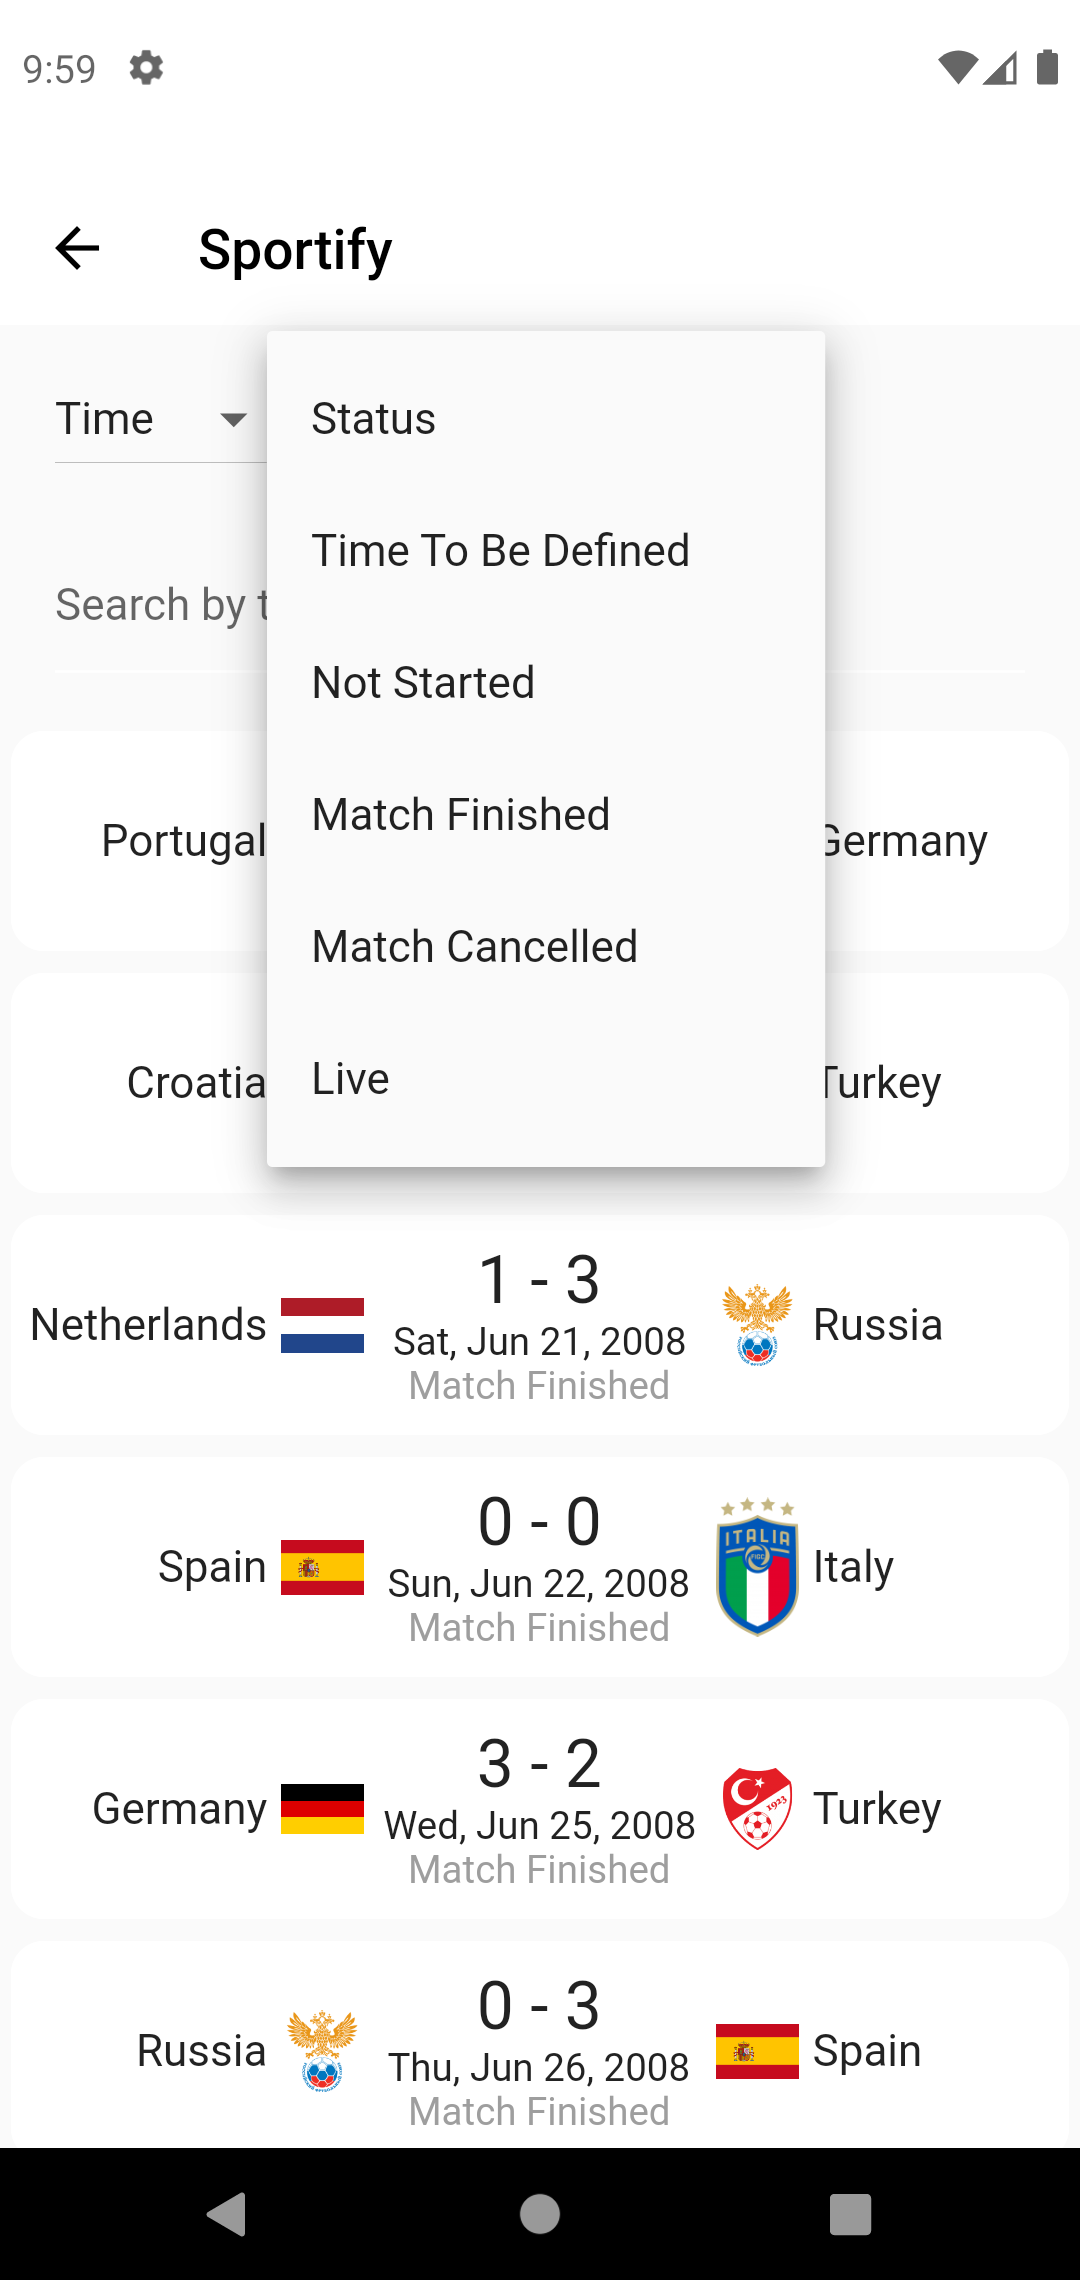 9:59
Sportify
Time
Status
Time To Be Defined
Search by t
Not Started
Match Finished
Portugal
Germany
Match Cancelled
Croatia
Live
Turkey
1 - 3
Netherlands
Sat, Jun 21, 2008
Russia
Match Finished
0 - 0
ITALIA
FIGC
Spain
Sun, Jun 22, 2008
Italy
Match Finished
3 - 2
1923
Germany
Wed, Jun 25, 2008
Turkey
Match Finished
0 - 3
Russia
Thu, Jun 26, 2008
Spain
Match Finished